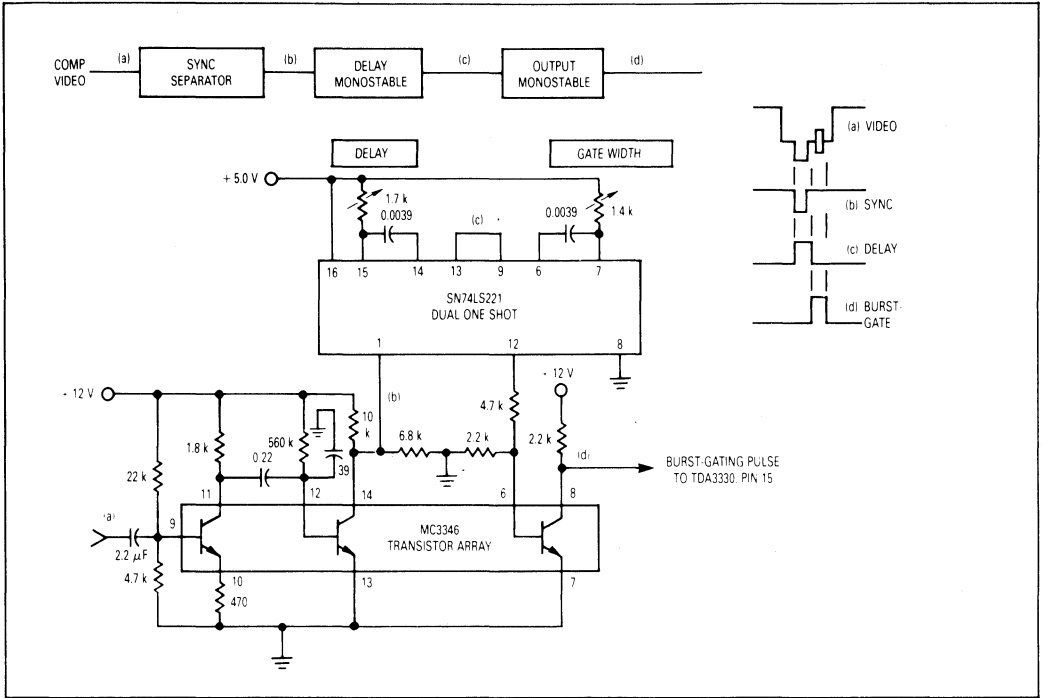 COMP VIDEO
(a)
SYNC SEPARATOR
(b)
DELAY MONOSTABLE
(c)
OUTPUT MONOSTABLE
(d)
(a) VIDEO
(b) SYNC
(c) DELAY
(d) BURST-
GATE
DELAY
GATE WIDTH
+ 5.0 V
1.7 k
0.0039
(c)
0.0039
1.4 k
16
15
14
13
9
6
7
SN74LS221
DUAL ONE SHOT
1
12
8
- 12 V
- 12 V
(b)
10
k
4.7 k
2.2 k
1.8 k
560 k
0.22
39
6.8 k
2.2 k
22 k
(d)
BURST-GATING PULSE
TO TDA3330, PIN 15
11
12
14
6
8
(a)
9
2.2 μF
MC3346
TRANSISTOR ARRAY
4.7 k
10
470
13
7